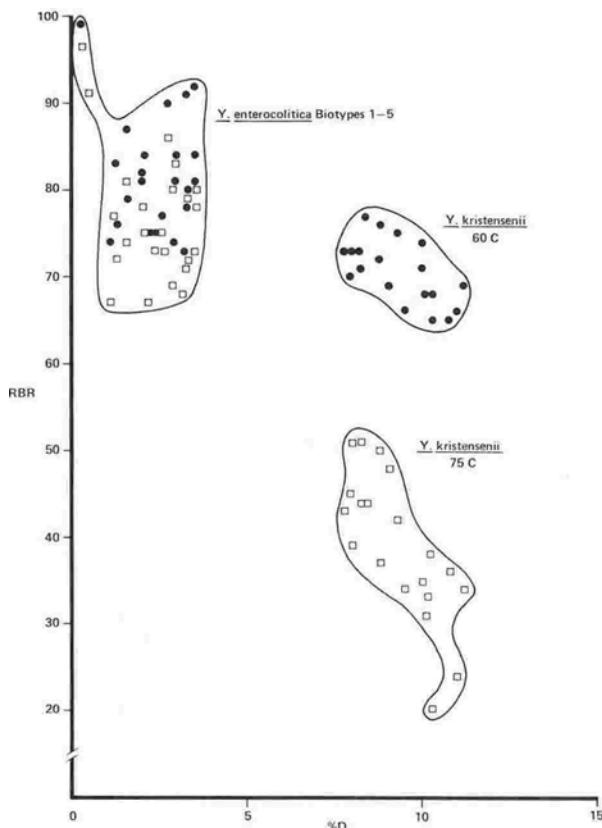 100
90
Y. enterocolitica Biotypes 1–5
80
Y. kristensenii
60 C
70
60
RBR
50
Y. kristensenii
75 C
40
30
20
0
5
10
15
%D